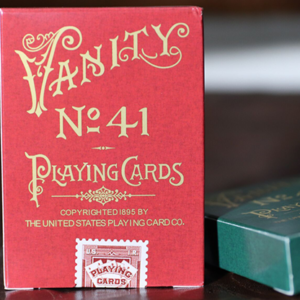 VANITY
No 41
PLAYING CARDS
COPYRIGHTED 1895 BY
THE UNITED STATES PLAYING CARD CO.
PLAYING
CARDS